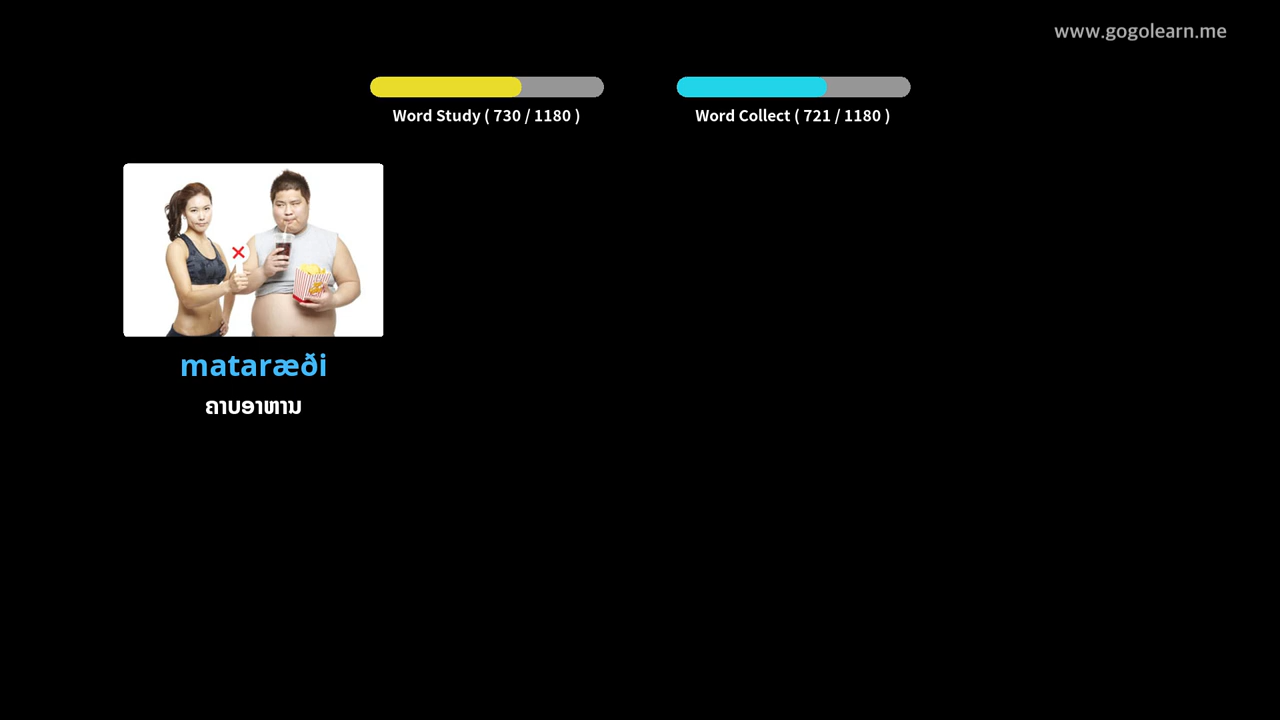 www.gogolearn.me
Word Study ( 730 / 1180 )
Word Collect ( 721 / 1180 )
mataræði
ຄາບອາຫານ